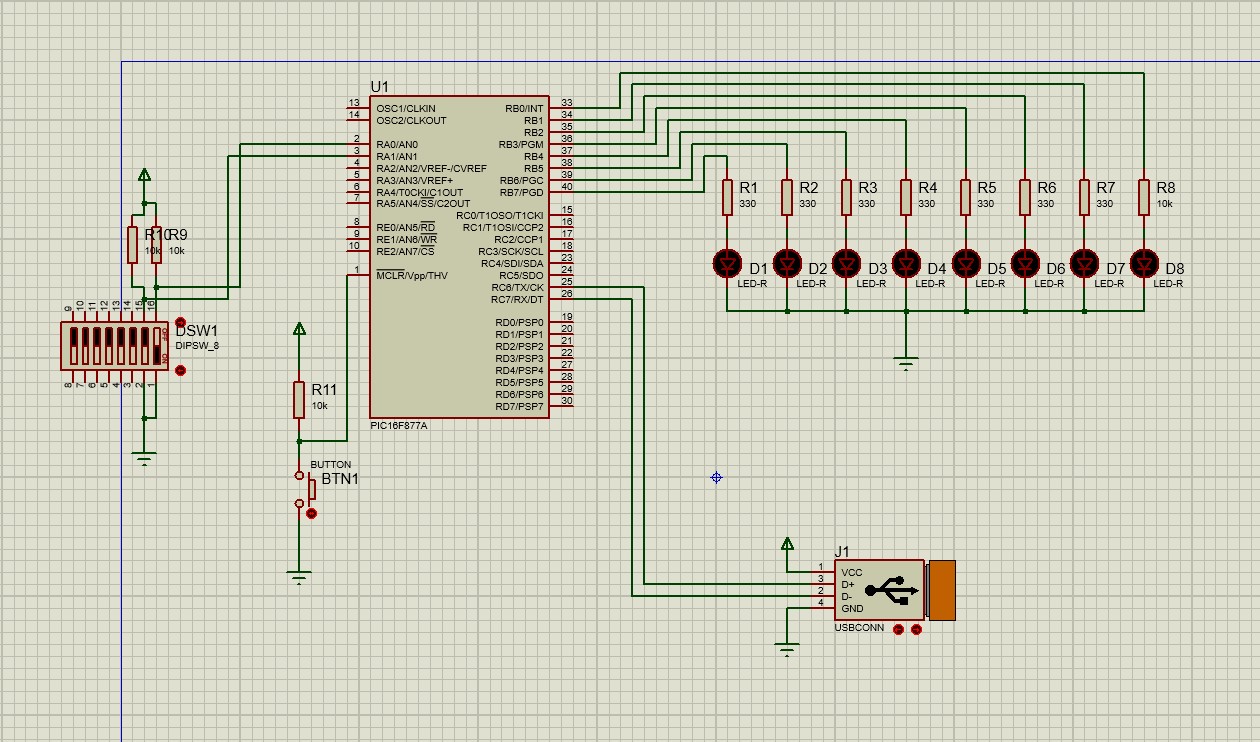 U1
13 OSC1/CLKIN RB0/INT 33
14 OSC2/CLKOUT RB1 34
RB2 35
2 RA0/AN0 RB3/PGM 36
3 RA1/AN1 RB4 37
4 RA2/AN2/VREF-/CVREF RB5 38
5 RA3/AN3/VREF+ RB6/PGC 39
6 RA4/T0CKI/C1OUT RB7/PGD 40
7 RA5/AN4/SS/C2OUT
RC0/T1OSO/T1CKI 15
8 RE0/AN5/RD RC1/T1OSI/CCP2 16
9 RE1/AN6/WR RC2/CCP1 17
10 RE2/AN7/CS RC3/SCK/SCL 18
RC4/SDI/SDA 23
1 MCLR/Vpp/THV RC5/SDO 24
RC6/TX/CK 25
RC7/RX/DT 26
RD0/PSP0 19
RD1/PSP1 20
RD2/PSP2 21
RD3/PSP3 22
RD4/PSP4 27
RD5/PSP5 28
RD6/PSP6 29
RD7/PSP7 30
PIC16F877A
R1 R2 R3 R4 R5 R6 R7 R8
330 330 330 330 330 330 330 10k
D1 D2 D3 D4 D5 D6 D7 D8
LED-R LED-R LED-R LED-R LED-R LED-R LED-R LED-R
R10 R9
10k 10k
9 10 11 12 13 14 15 16
OFF
ON
DSW1
DIPSW_8
8 7 6 5 4 3 2 1
R11
10k
BUTTON
BTN1
J1
1 VCC
3 D+
2 D-
4 GND
USBCONN